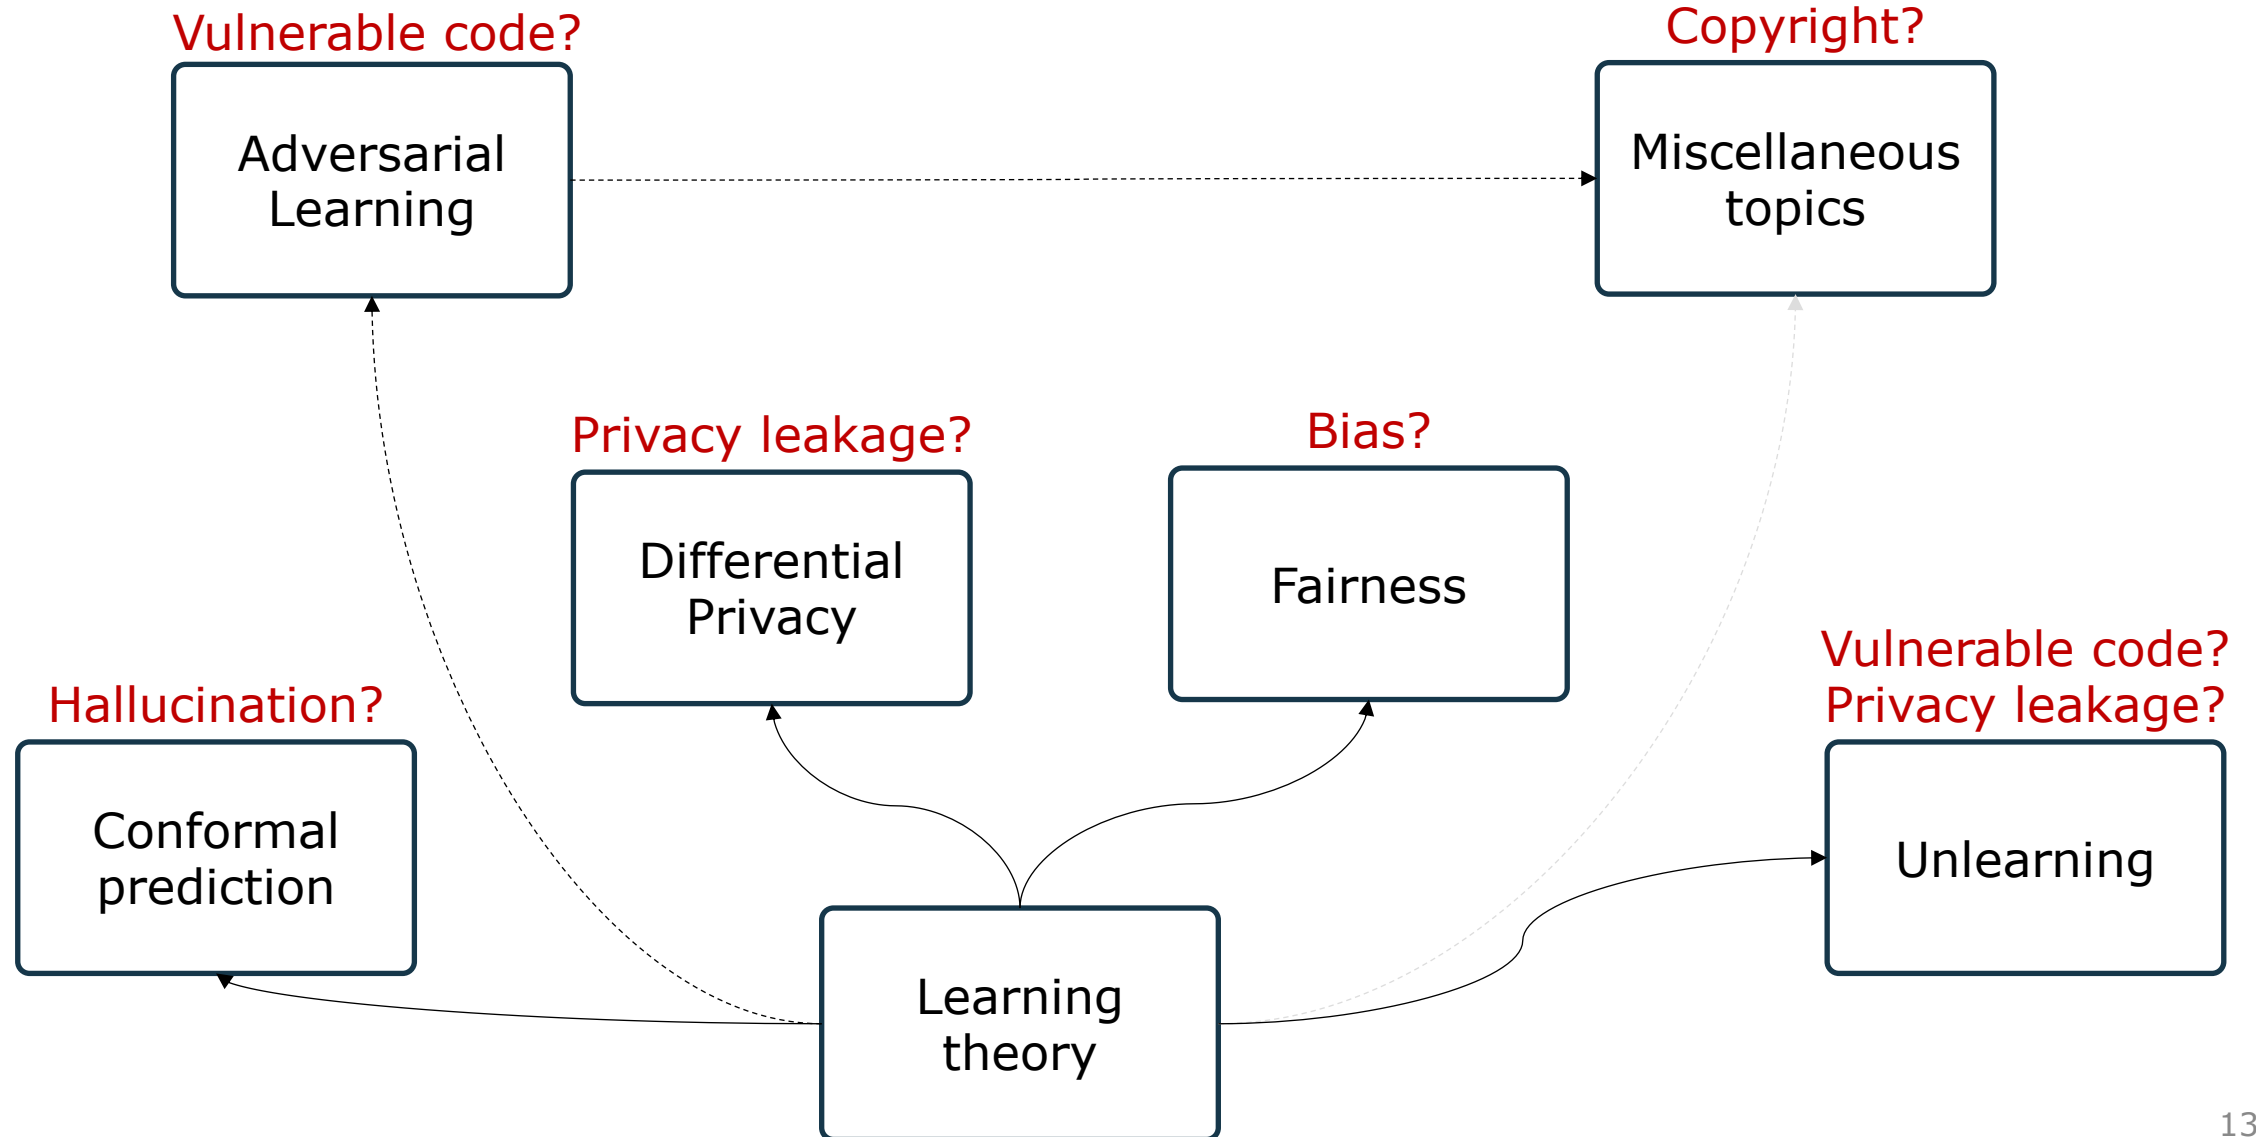 Vulnerable code?
Adversarial
Learning
Copyright?
Miscellaneous
topics
Privacy leakage?
Differential
Privacy
Bias?
Fairness
Hallucination?
Conformal
prediction
Vulnerable code?
Privacy leakage?
Unlearning
Learning
theory
13